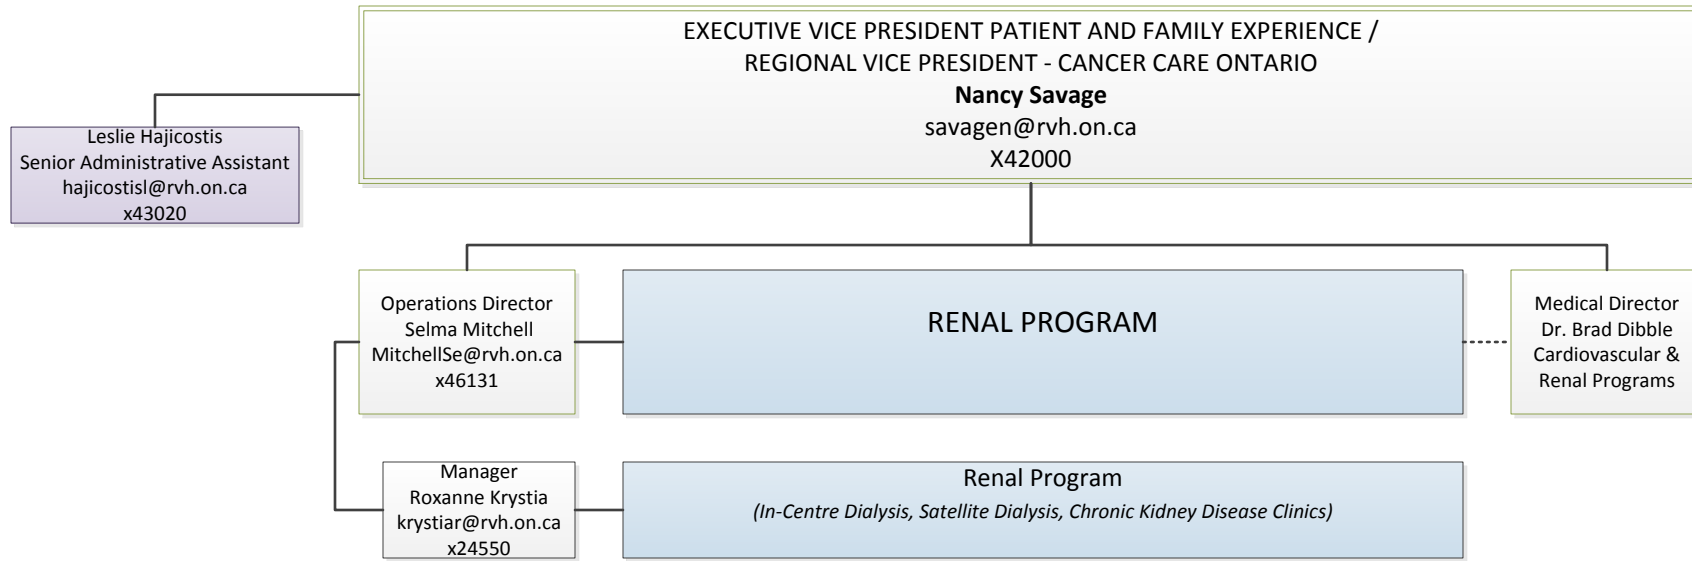 EXECUTIVE VICE PRESIDENT PATIENT AND FAMILY EXPERIENCE /
REGIONAL VICE PRESIDENT - CANCER CARE ONTARIO
Nancy Savage
savagen@rvh.on.ca
X42000
Leslie Hajicostis
Senior Administrative Assistant
hajicostisl@rvh.on.ca
x43020
Operations Director
Selma Mitchell
MitchellSe@rvh.on.ca
x46131
RENAL PROGRAM
Medical Director
Dr. Brad Dibble
Cardiovascular &
Renal Programs
Manager
Roxanne Krystia
krystiar@rvh.on.ca
x24550
Renal Program
(In-Centre Dialysis, Satellite Dialysis, Chronic Kidney Disease Clinics)